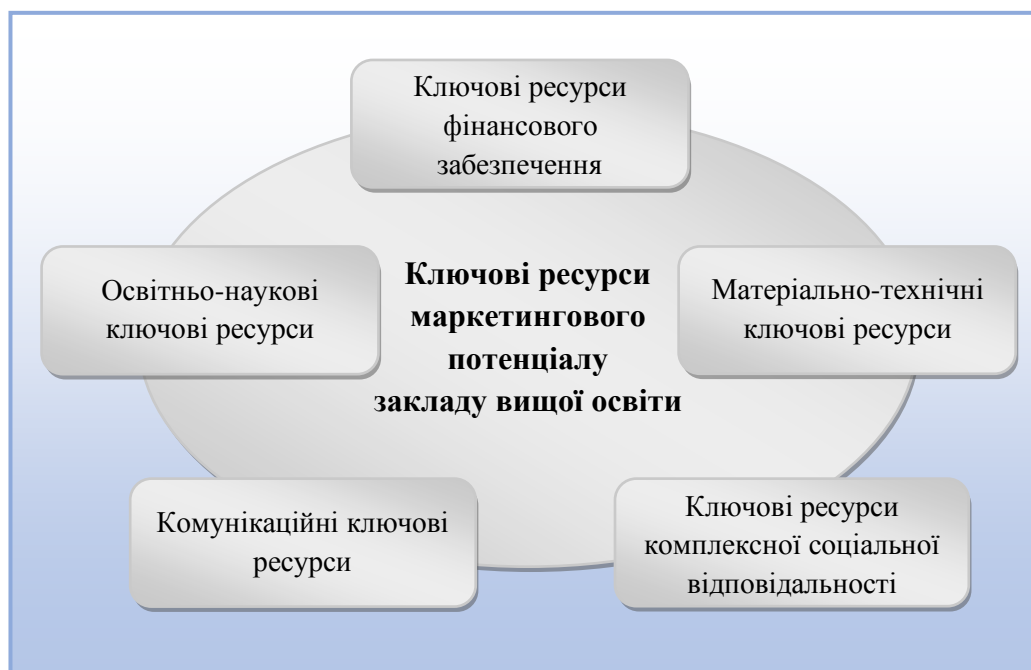 Ключові ресурси
фінансового
забезпечення
Освітньо-наукові
ключові ресурси
Ключові ресурси
маркетингового
потенціалу
закладу вищої освіти
Матеріально-технічні
ключові ресурси
Комунікаційні ключові
ресурси
Ключові ресурси
комплексної соціальної
відповідальності